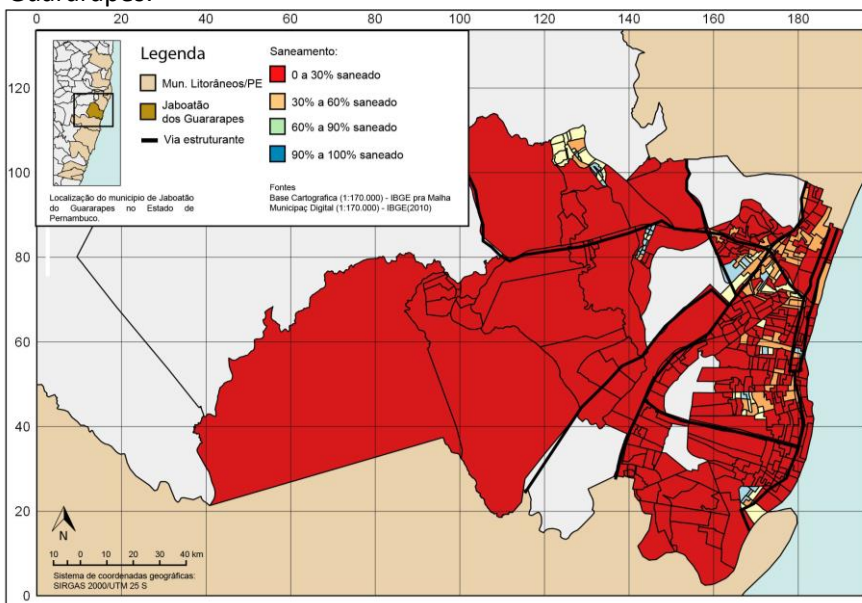 Guararapes.
0 20 40 60 80 100 120 140 160 180
120
100
80
60
40
20
0
Legenda
Mun. Litorâneos/PE
Jaboatão
dos Guararapes
Via estruturante
Saneamento:
0 a 30% saneado
30% a 60% saneado
60% a 90% saneado
90% a 100% saneado
Fontes
Base Cartografica (1:170.000) - IBGE pra Malha
Municipaç Digital (1:170.000) - IBGE(2010)
Localização do municipio de Jaboatão
do Guararapes no Estado de
Pernambuco.
N
10 0 10 20 30 40 km
Sistema de coordenadas geográficas:
SIRGAS 2000/UTM 25 S